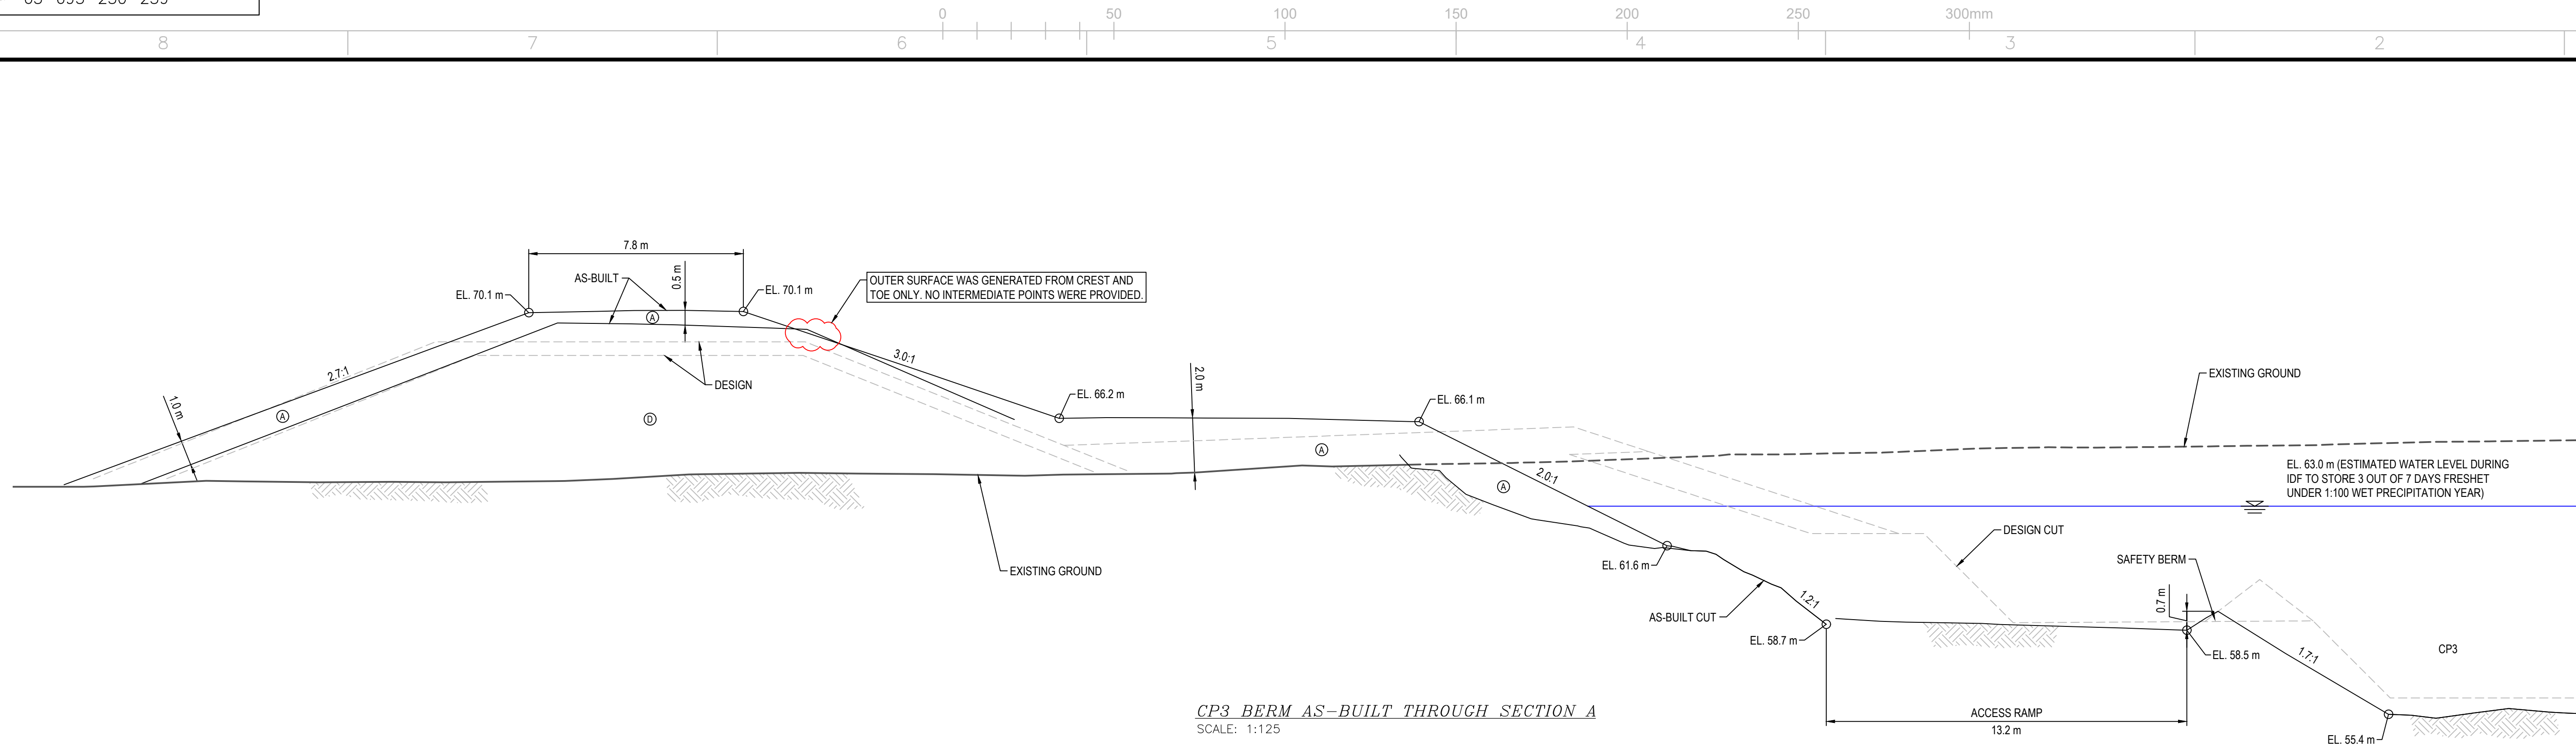 0 50 100 150 200 250 300mm
8 7 6 5 4 3 2
7.8 m
AS-BUILT
0.5 m
EL. 70.1 m
EL. 70.1 m
OUTER SURFACE WAS GENERATED FROM CREST AND
TOE ONLY. NO INTERMEDIATE POINTS WERE PROVIDED.
A
2.7:1
3.0:1
DESIGN
1.0 m
A
D
2.0 m
EL. 66.2 m
EL. 66.1 m
A
EXISTING GROUND
2.0:1
A
EL. 63.0 m (ESTIMATED WATER LEVEL DURING
IDF TO STORE 3 OUT OF 7 DAYS FRESHET
UNDER 1:100 WET PRECIPITATION YEAR)
DESIGN CUT
SAFETY BERM
EXISTING GROUND
EL. 61.6 m
AS-BUILT CUT
1.2:1
EL. 58.7 m
0.7 m
EL. 58.5 m
1.7:1
CP3
CP3 BERM AS-BUILT THROUGH SECTION A
SCALE: 1:125
ACCESS RAMP
13.2 m
EL. 55.4 m